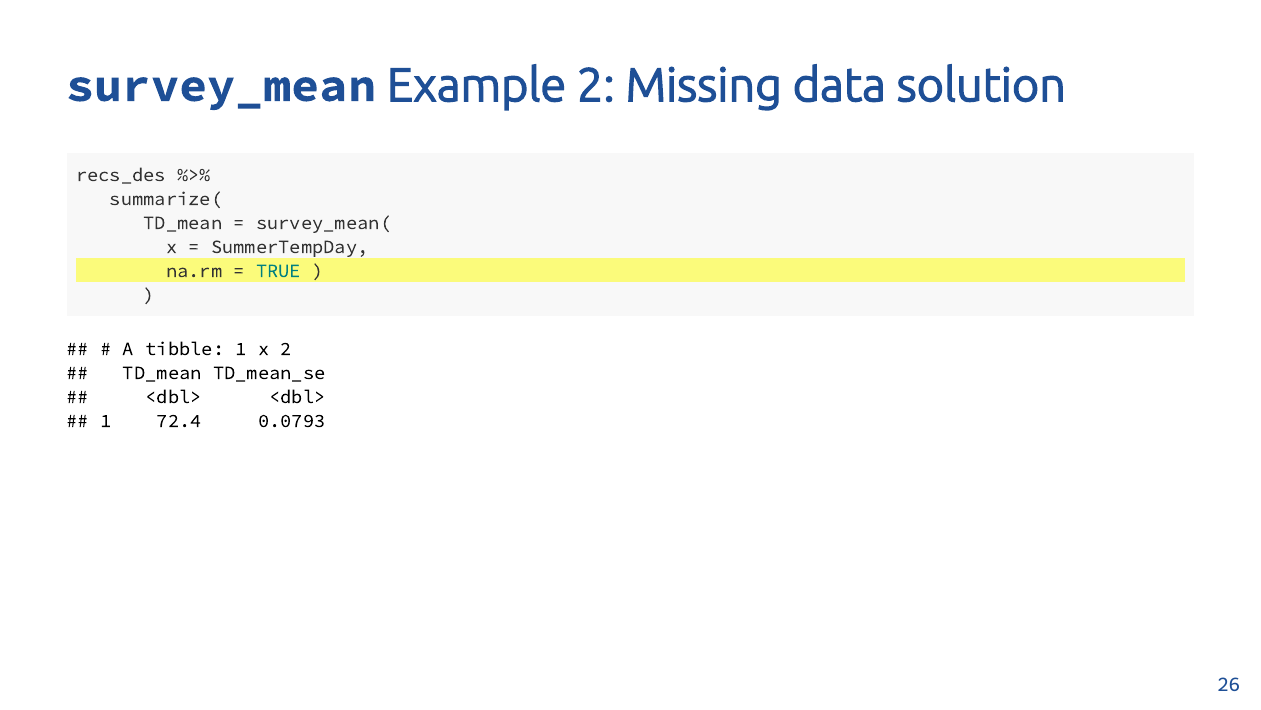 survey_mean Example 2: Missing data solution
recs_des %>%
   summarize(
      TD_mean = survey_mean(
        x = SummerTempDay,
        na.rm = TRUE )
      )
## # A tibble: 1 x 2
##   TD_mean TD_mean_se
##     <dbl>      <dbl>
## 1    72.4     0.0793
26